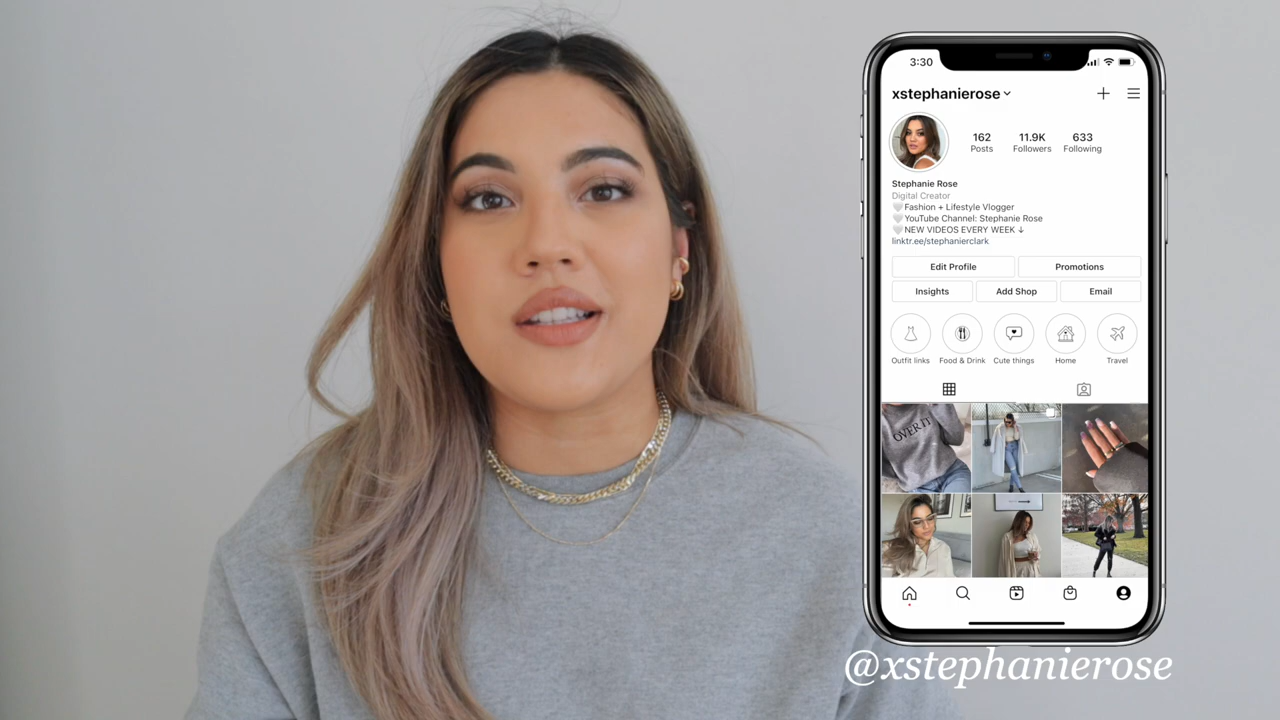 3:30
xstephanierose
162 11.9K 633
Posts Followers Following
Stephanie Rose
Digital Creator
🤍Fashion + Lifestyle Vlogger
🤍YouTube Channel: Stephanie Rose
🤍NEW VIDEOS EVERY WEEK ↓
linktr.ee/stephanierclark
Edit Profile Promotions
Insights Add Shop Email
Outfit links Food & Drink Cute things Home Travel
OVER IT
@xstephanierose